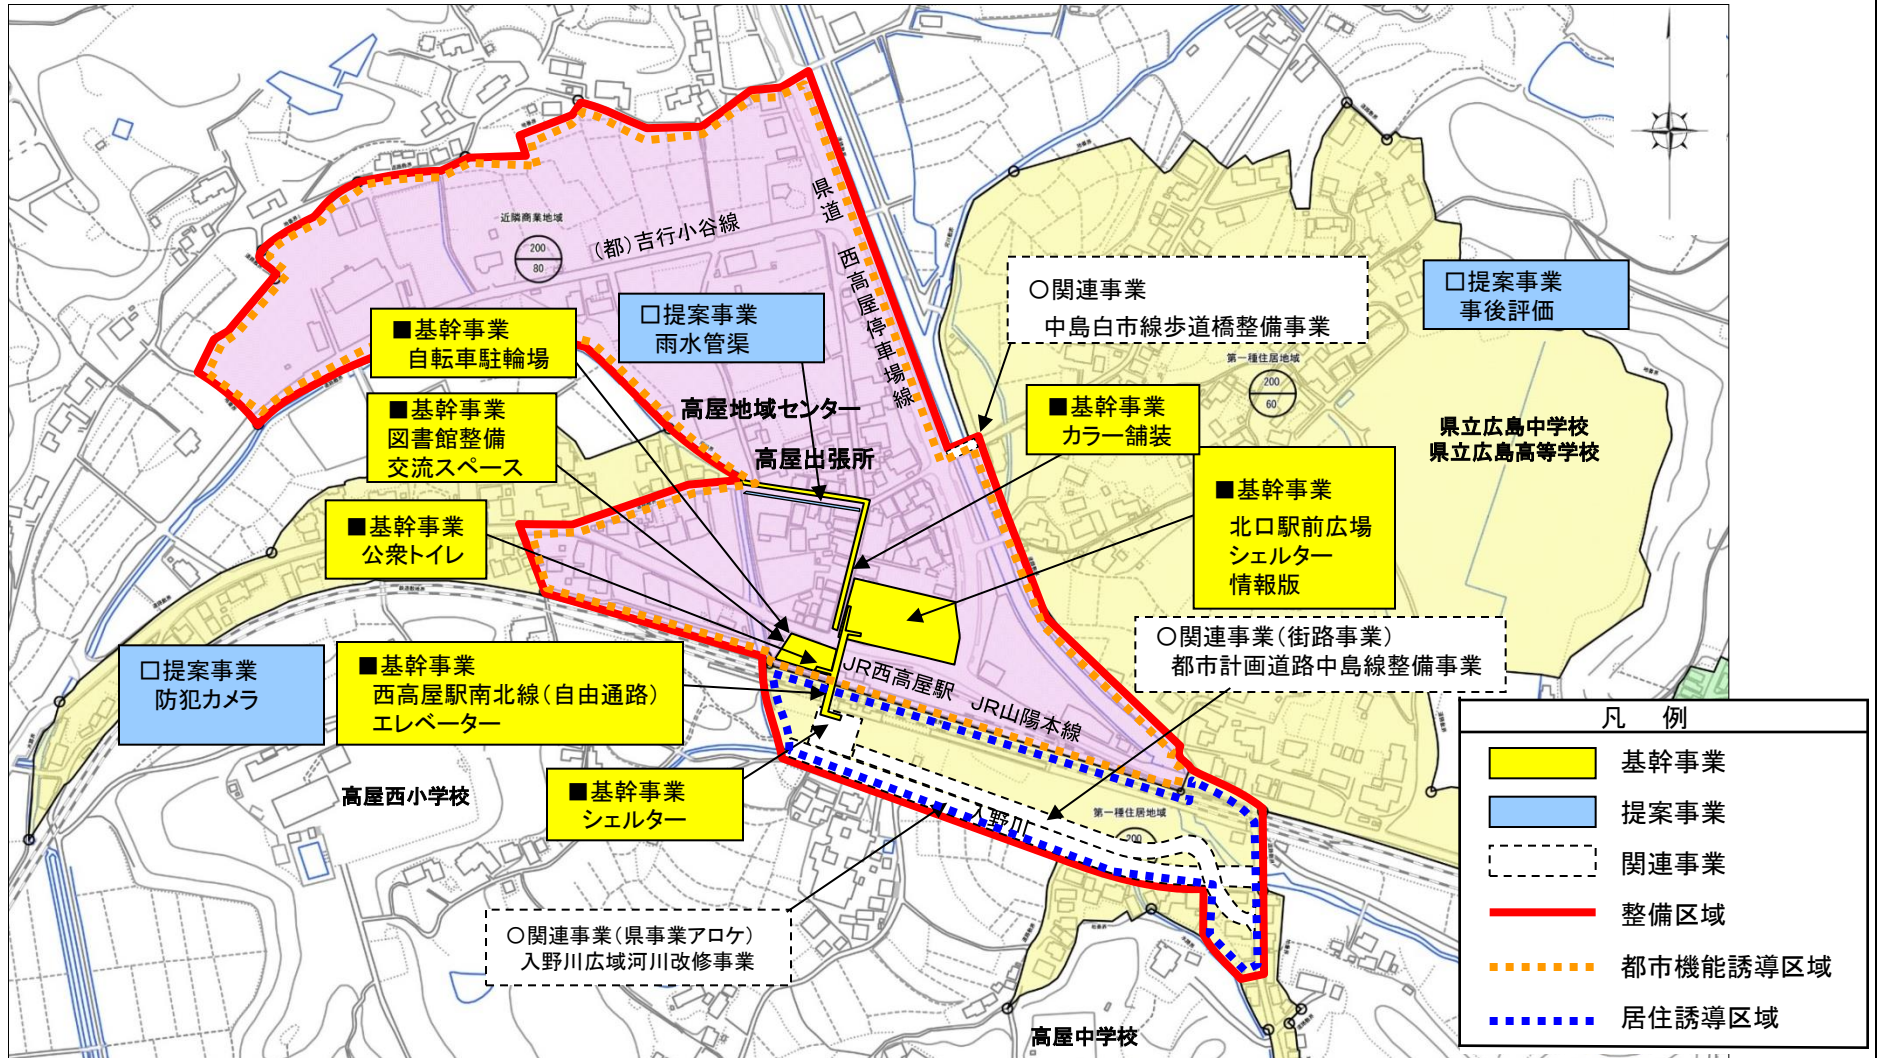 近隣商業地域
200
80
(都)吉行小谷線
県道
西高屋停車場線
■基幹事業
自転車駐輪場
□提案事業
雨水管渠
○関連事業
中島白市線歩道橋整備事業
□提案事業
事後評価
第一種住居地域
200
60
■基幹事業
図書館整備
交流スペース
高屋地域センター
高屋出張所
■基幹事業
カラー舗装
県立広島中学校
県立広島高等学校
■基幹事業
公衆トイレ
■基幹事業
北口駅前広場
シェルター
情報版
□提案事業
防犯カメラ
■基幹事業
西高屋駅南北線(自由通路)
エレベーター
JR西高屋駅
JR山陽本線
○関連事業(街路事業)
都市計画道路中島線整備事業
高屋西小学校
■基幹事業
シェルター
入野川
第一種住居地域
200
○関連事業(県事業アロケ)
入野川広域河川改修事業
高屋中学校
凡 例
基幹事業
提案事業
関連事業
整備区域
都市機能誘導区域
居住誘導区域